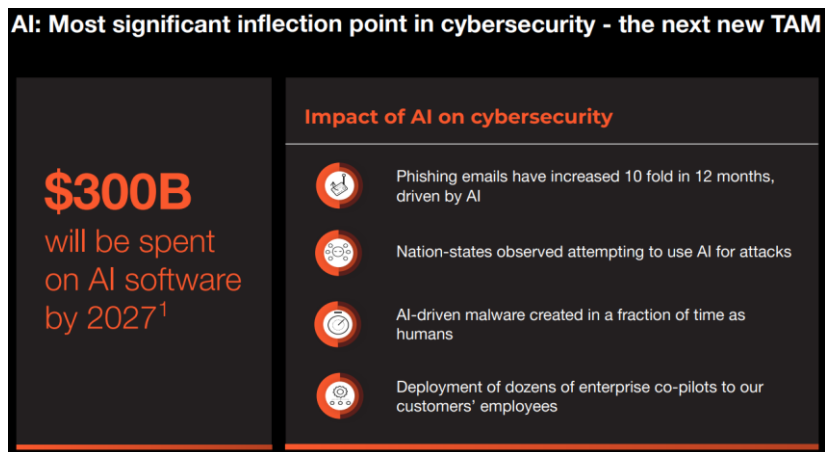 AI: Most significant inflection point in cybersecurity - the next new TAM
$300B
will be spent
on AI software
by 2027¹
Impact of AI on cybersecurity
Phishing emails have increased 10 fold in 12 months,
driven by AI
Nation-states observed attempting to use AI for attacks
AI-driven malware created in a fraction of time as
humans
Deployment of dozens of enterprise co-pilots to our
customers’ employees